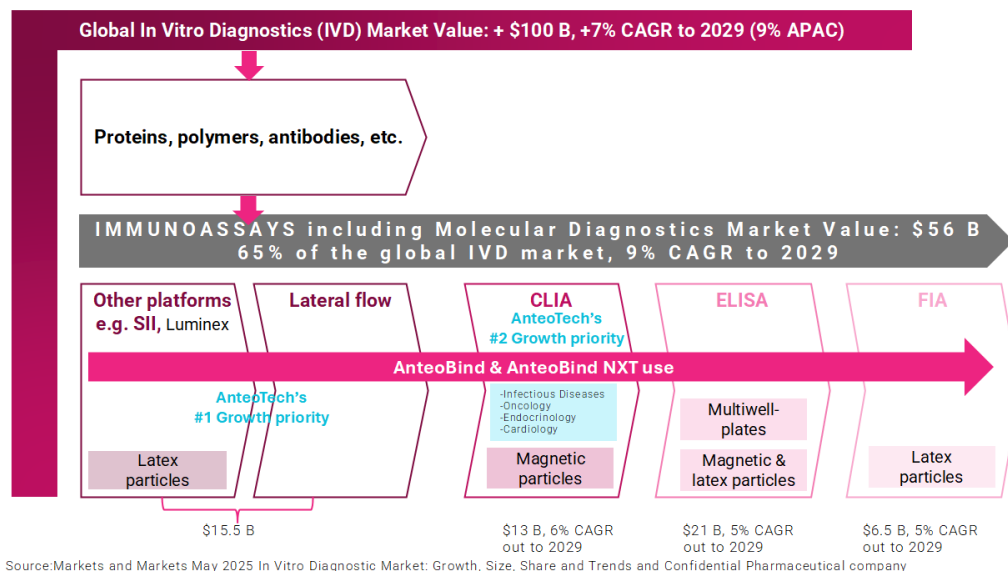 Global In Vitro Diagnostics (IVD) Market Value: + $100 B, +7% CAGR to 2029 (9% APAC)
Proteins, polymers, antibodies, etc.
IMMUNOASSAYS including Molecular Diagnostics Market Value: $56 B
65% of the global IVD market, 9% CAGR to 2029
Other platforms
e.g. SII, Luminex
Lateral flow
CLIA
AnteoTech's
#2 Growth priority
ELISA
FIA
AnteoBind & AnteoBind NXT use
AnteoTech's
#1 Growth priority
-Infectious Diseases
-Oncology
-Endocrinology
-Cardiology
Multiwell-
plates
Latex
particles
Magnetic
particles
Magnetic &
latex particles
Latex
particles
$15.5 B
$13 B, 6% CAGR
out to 2029
$21 B, 5% CAGR
out to 2029
$6.5 B, 5% CAGR
out to 2029
Source:Markets and Markets May 2025 In Vitro Diagnostic Market: Growth, Size, Share and Trends and Confidential Pharmaceutical company